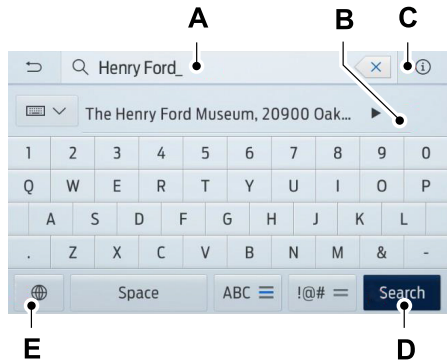 A B C
Henry Ford_
The Henry Ford Museum, 20900 Oak...
1 2 3 4 5 6 7 8 9 0
Q W E R T Y U I O P
A S D F G H J K L
. Z X C V B N M & -
Space ABC !@# = Search
E D